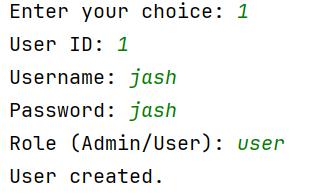 Enter your choice: 1
User ID: 1
Username: jash
Password: jash
Role (Admin/User): user
User created.